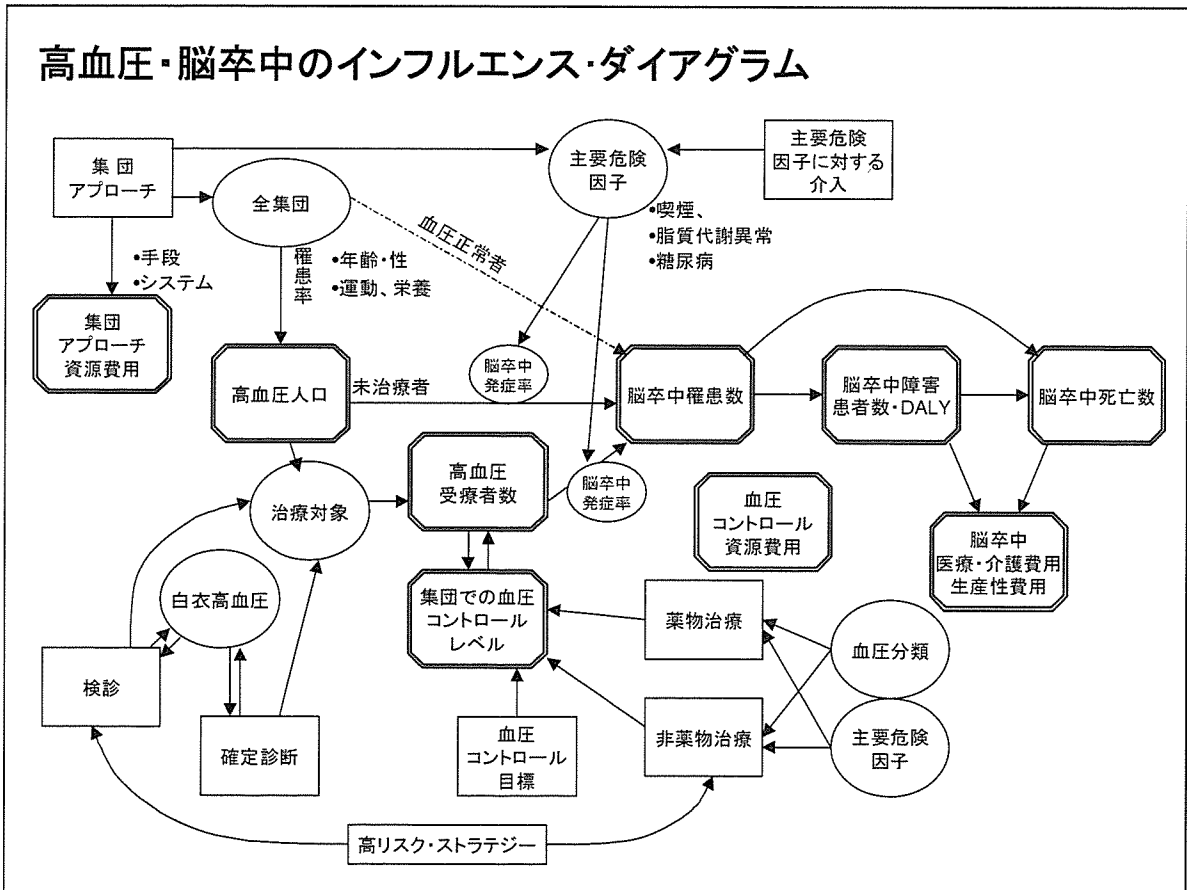 高血圧・脳卒中のインフルエンス・ダイアグラム
集団
アプローチ
全集団
主要危険
因子
主要危険
因子に対する
介入
•喫煙、
•脂質代謝異常
•糖尿病
血圧正常者
•手段
•システム
罹患率
•年齢・性
•運動、栄養
集団
アプローチ
資源費用
高血圧人口
未治療者
脳卒中
発症率
脳卒中罹患数
脳卒中障害
患者数・DALY
脳卒中死亡数
高血圧
受療者数
脳卒中
発症率
治療対象
血圧
コントロール
資源費用
脳卒中
医療・介護費用
生産性費用
白衣高血圧
集団での血圧
コントロール
レベル
薬物治療
血圧分類
検診
確定診断
血圧
コントロール
目標
非薬物治療
主要危険
因子
高リスク・ストラテジー